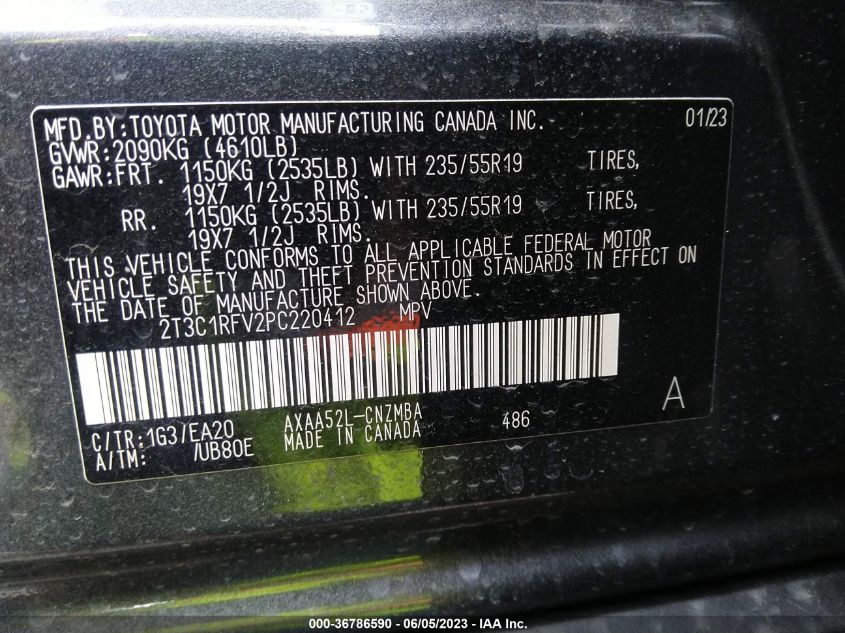 MFD.BY:TOYOTA MOTOR MANUFACTURING CANADA INC. 01/23
GVWR:2090KG (4610LB)
GAWR:FRT. 1150KG (2535LB) WITH 235/55R19 TIRES,
19X7 1/2J RIMS.
RR. 1150KG (2535LB) WITH 235/55R19 TIRES,
19X7 1/2J RIMS.
THIS VEHICLE CONFORMS TO ALL APPLICABLE FEDERAL MOTOR
VEHICLE SAFETY AND THEFT PREVENTION STANDARDS IN EFFECT ON
THE DATE OF MANUFACTURE SHOWN ABOVE.
2T3C1RFV2PC220412 MPV
A
C/TR:1G3/EA20 AXAA52L-CNZMBA 486
A/TM: /UB80E MADE IN CANADA
000-36786590 - 06/05/2023 - IAA Inc.